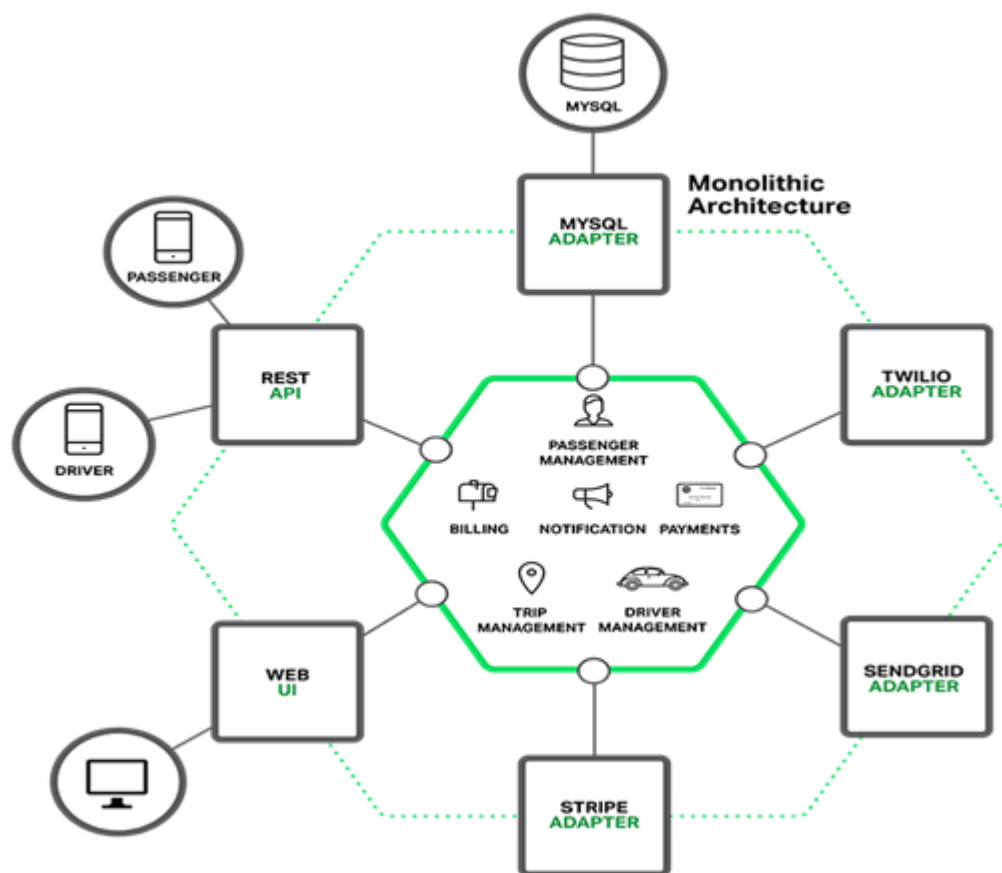 MYSQL
MYSQL
ADAPTER
Monolithic
Architecture
PASSENGER
REST
API
TWILIO
ADAPTER
DRIVER
PASSENGER
MANAGEMENT
BILLING
NOTIFICATION
PAYMENTS
TRIP
MANAGEMENT
DRIVER
MANAGEMENT
WEB
UI
SENDGRID
ADAPTER
STRIPE
ADAPTER